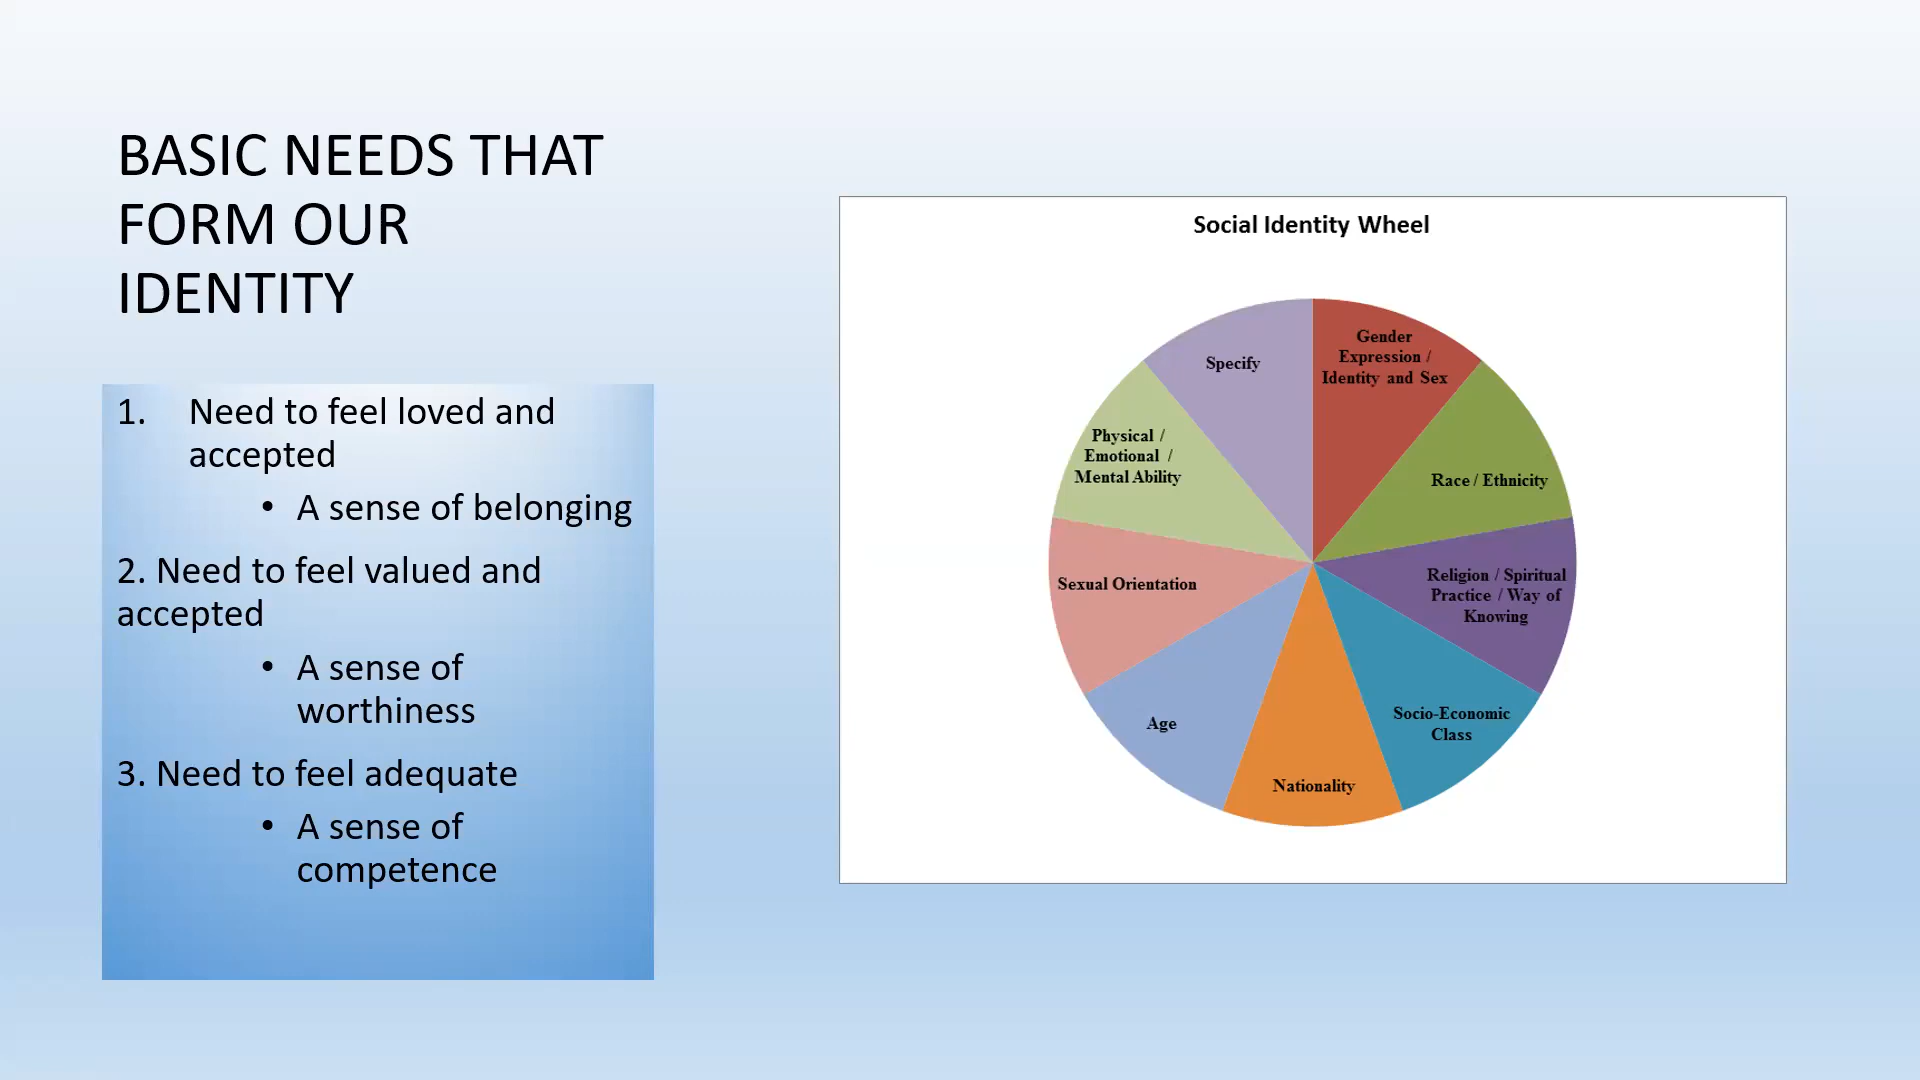 BASIC NEEDS THAT
FORM OUR
IDENTITY
1. Need to feel loved and
accepted
• A sense of belonging
2. Need to feel valued and
accepted
• A sense of
worthiness
3. Need to feel adequate
• A sense of
competence
Social Identity Wheel
Gender
Expression /
Identity and Sex
Race / Ethnicity
Religion / Spiritual
Practice / Way of
Knowing
Socio-Economic
Class
Nationality
Age
Sexual Orientation
Physical /
Emotional /
Mental Ability
Specify